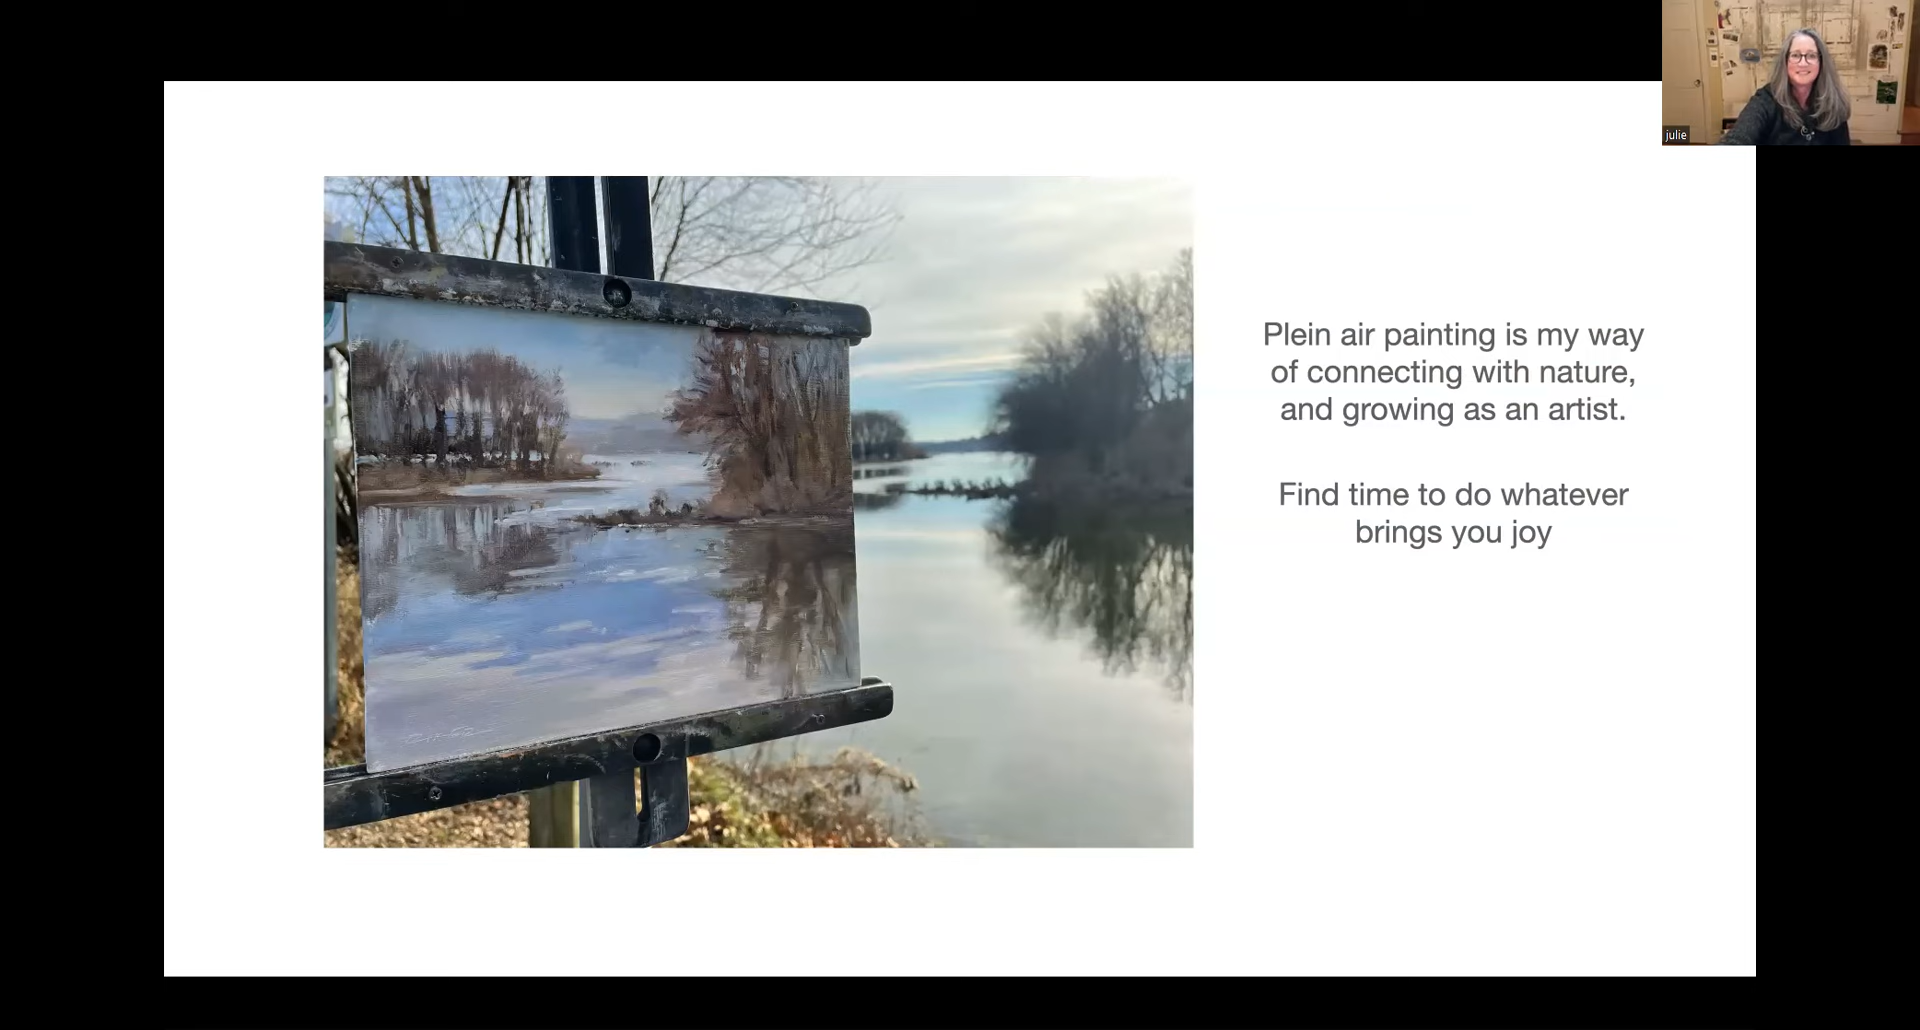 julie
Plein air painting is my way
of connecting with nature,
and growing as an artist.
Find time to do whatever
brings you joy